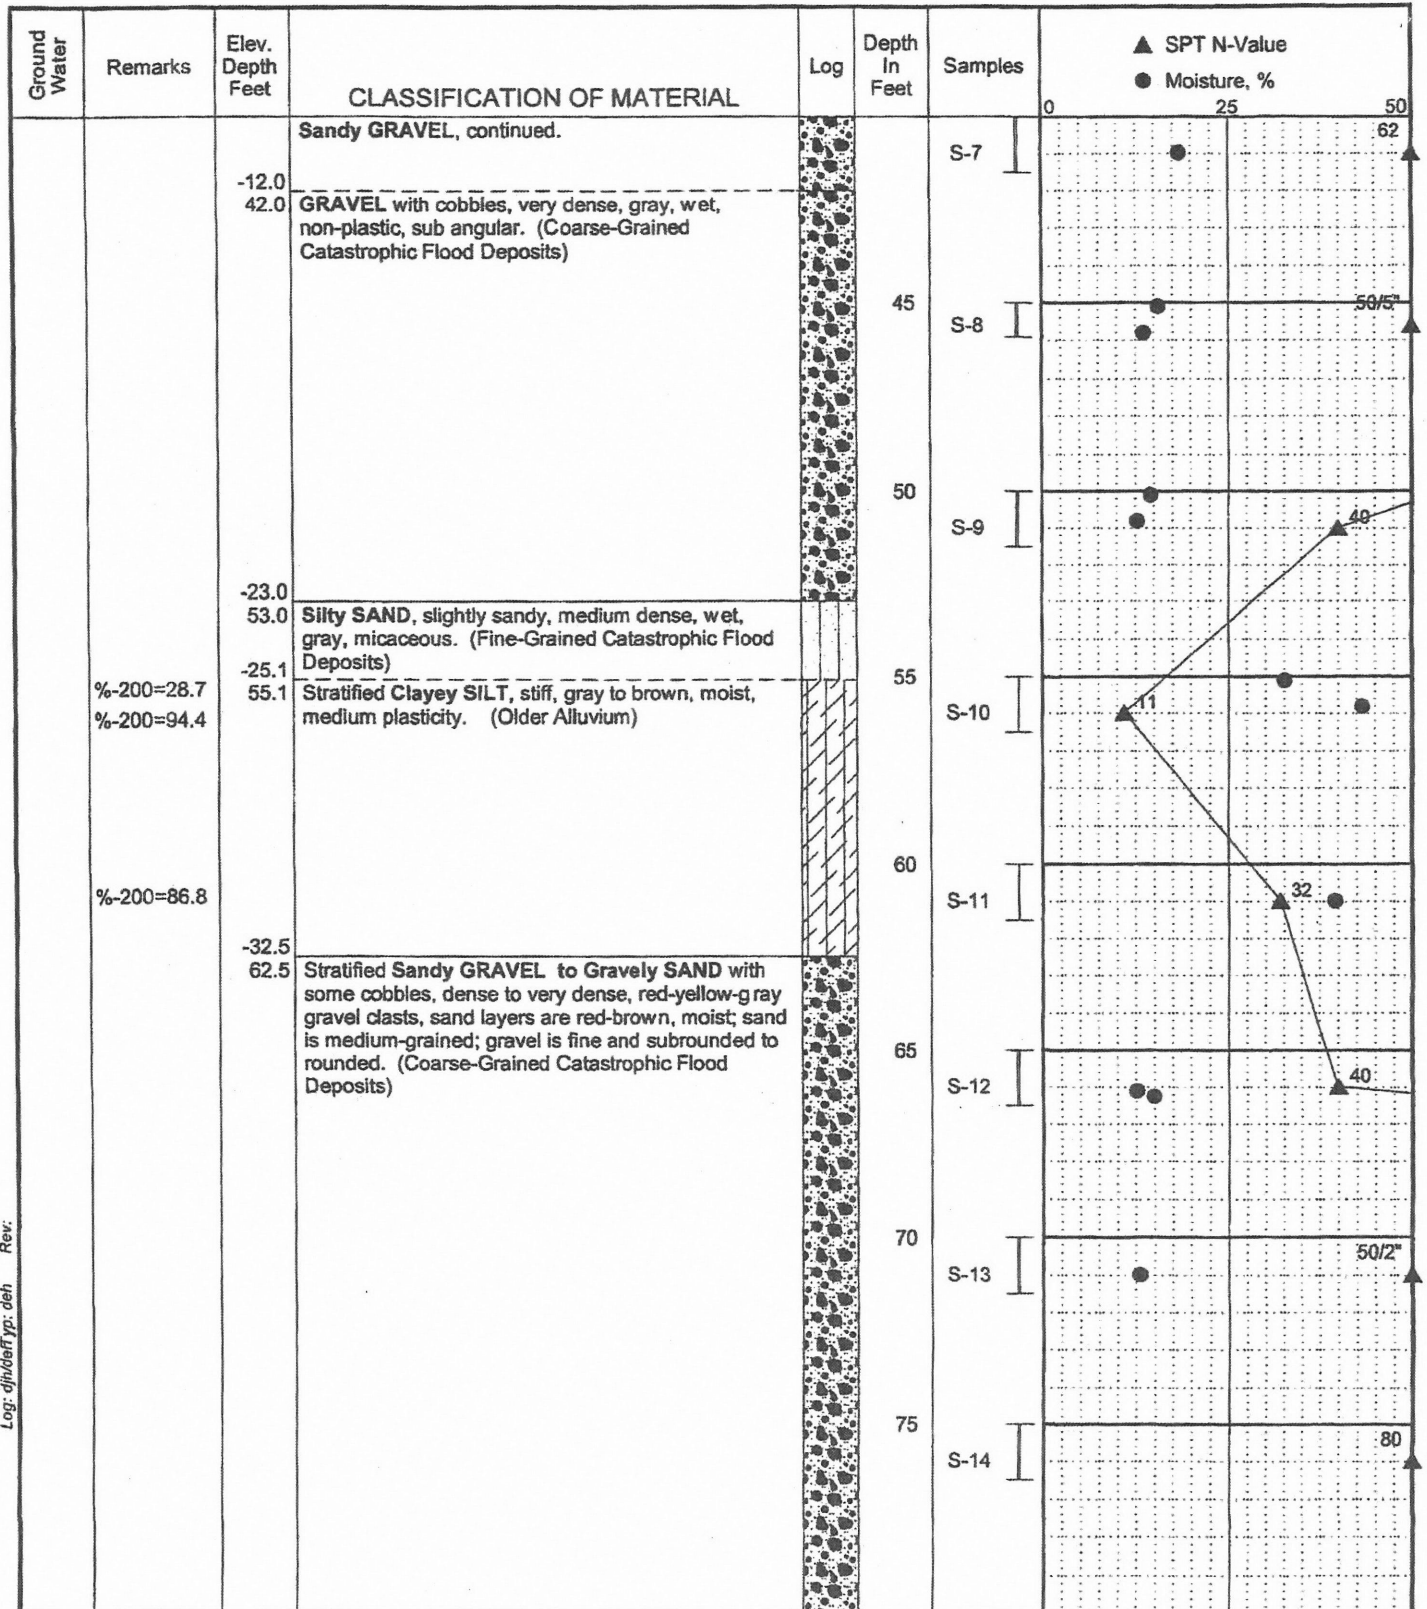 Ground
Water
Remarks
Elev.
Depth
Feet
CLASSIFICATION OF MATERIAL
Log
Depth
In
Feet
Samples
▲ SPT N-Value
● Moisture, %
0 25 50
Sandy GRAVEL, continued.
S-7
62
-12.0
42.0 GRAVEL with cobbles, very dense, gray, wet,
non-plastic, sub angular. (Coarse-Grained
Catastrophic Flood Deposits)
45
S-8
50/5"
50
S-9
40
-23.0
53.0 Silty SAND, slightly sandy, medium dense, wet,
gray, micaceous. (Fine-Grained Catastrophic Flood
Deposits)
-25.1
%-200=28.7
55.1 Stratified Clayey SILT, stiff, gray to brown, moist,
medium plasticity. (Older Alluvium)
%-200=94.4
55
S-10
11
60
%-200=86.8
S-11
32
-32.5
62.5 Stratified Sandy GRAVEL to Gravely SAND with
some cobbles, dense to very dense, red-yellow-gray
gravel clasts, sand layers are red-brown, moist; sand
is medium-grained; gravel is fine and subrounded to
rounded. (Coarse-Grained Catastrophic Flood
Deposits)
65
S-12
40
70
S-13
50/2"
75
S-14
80
Log: djh/def Typ: deh Rev: